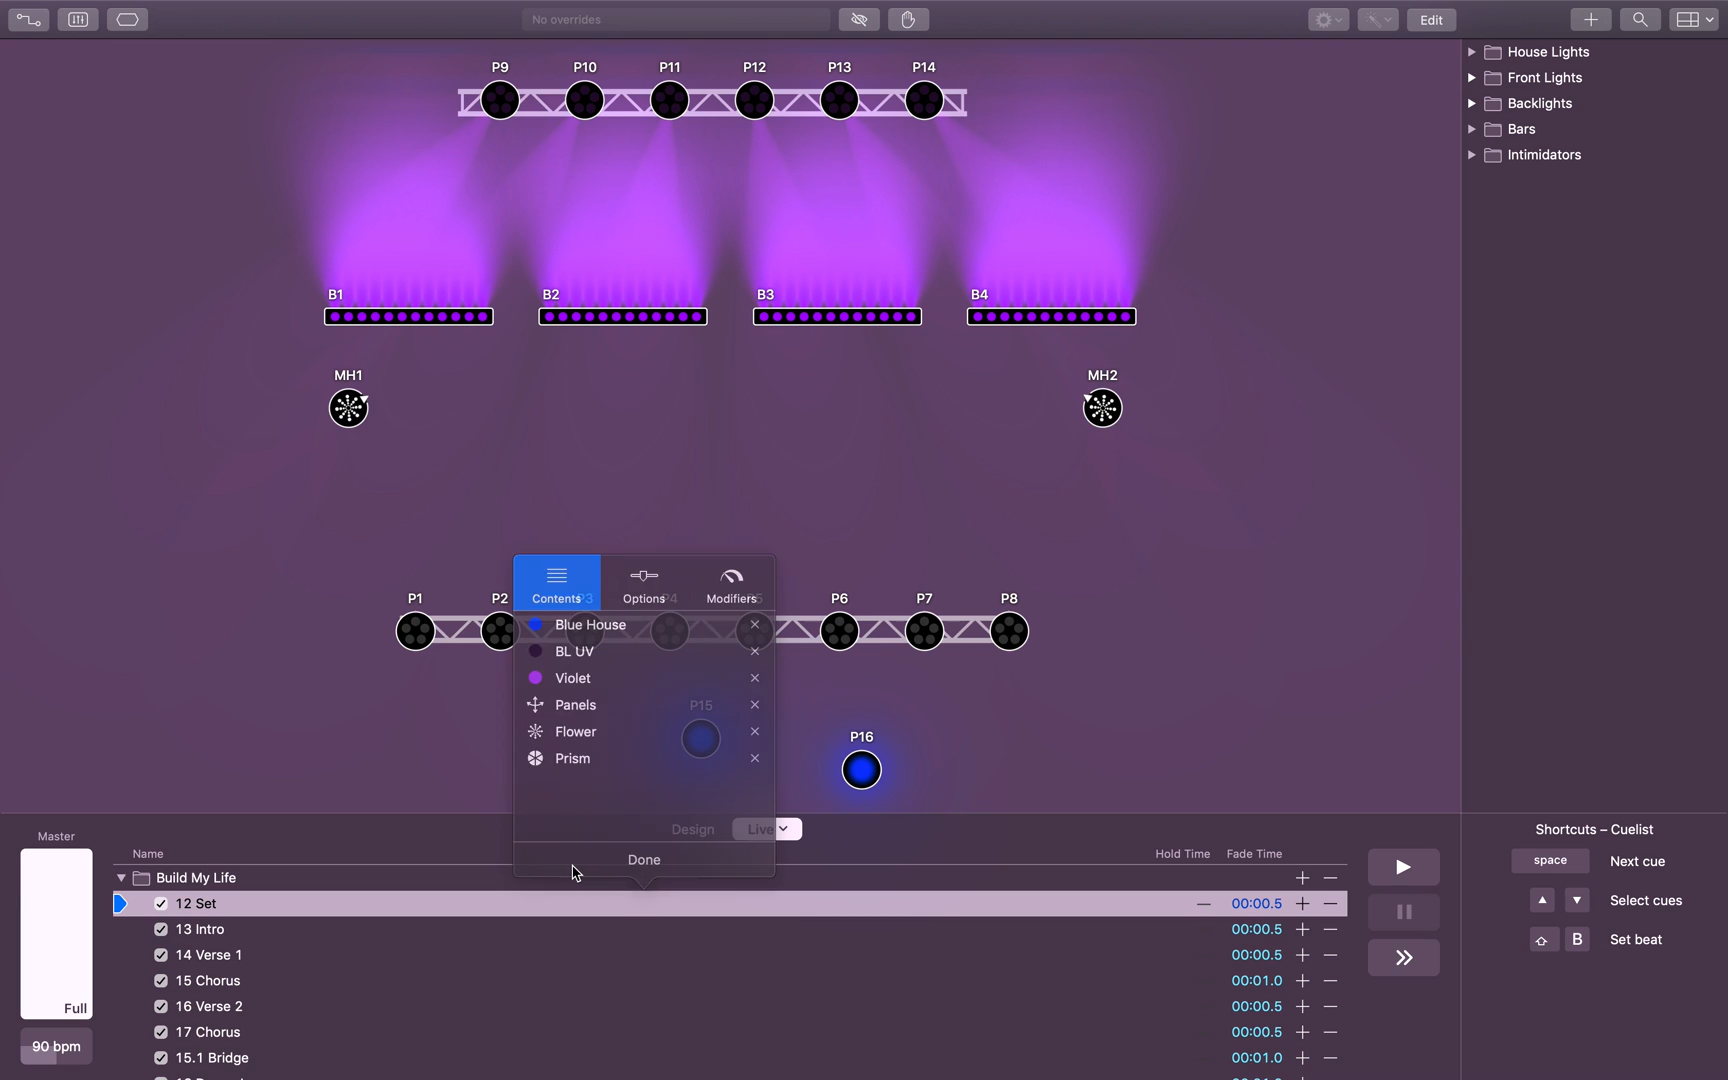 No overrides
Edit
P9 P10 P11 P12 P13 P14
House Lights
Front Lights
Backlights
Bars
Intimidators
B1 B2 B3 B4
MH1 MH2
P1 P2 P3 P4 P5 P6 P7 P8
Contents Options Modifiers
Blue House
BL UV
Violet
Panels
Flower
Prism
P15
P16
Design Live
Done
Master
Full
90 bpm
Name Hold Time Fade Time
Build My Life
12 Set — 00:00.5
13 Intro 00:00.5
14 Verse 1 00:00.5
15 Chorus 00:01.0
16 Verse 2 00:00.5
17 Chorus 00:00.5
15.1 Bridge 00:01.0
Shortcuts – Cuelist
space Next cue
Select cues
B Set beat